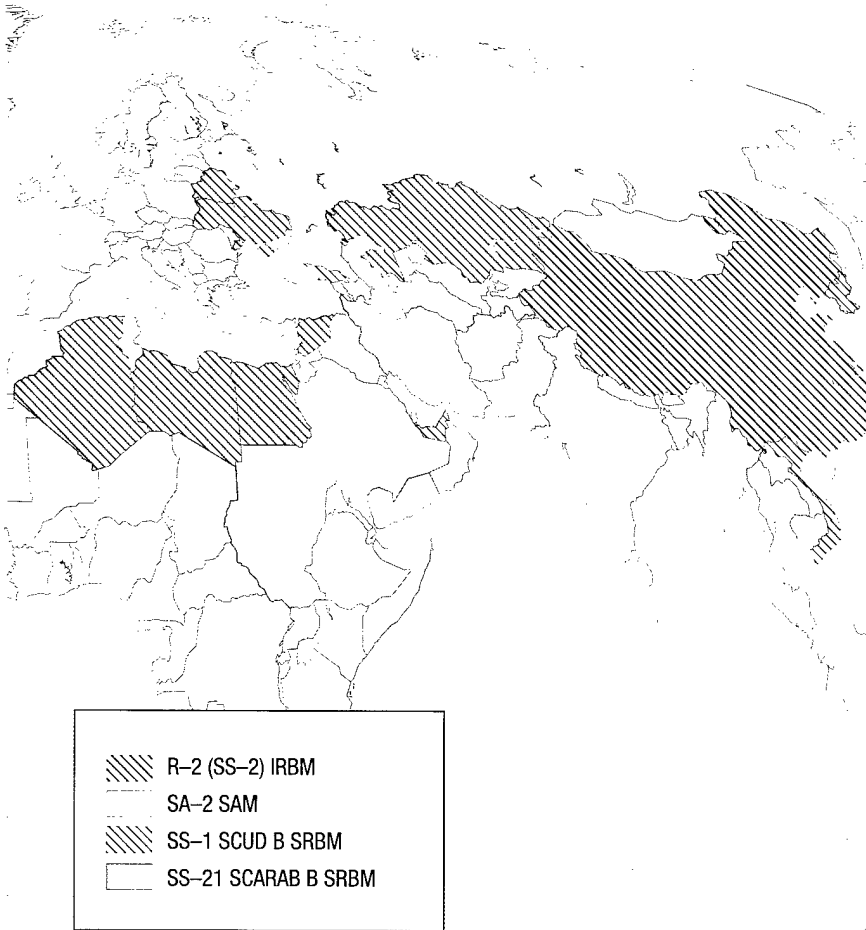 R–2 (SS–2) IRBM
SA–2 SAM
SS–1 SCUD B SRBM
SS–21 SCARAB B SRBM